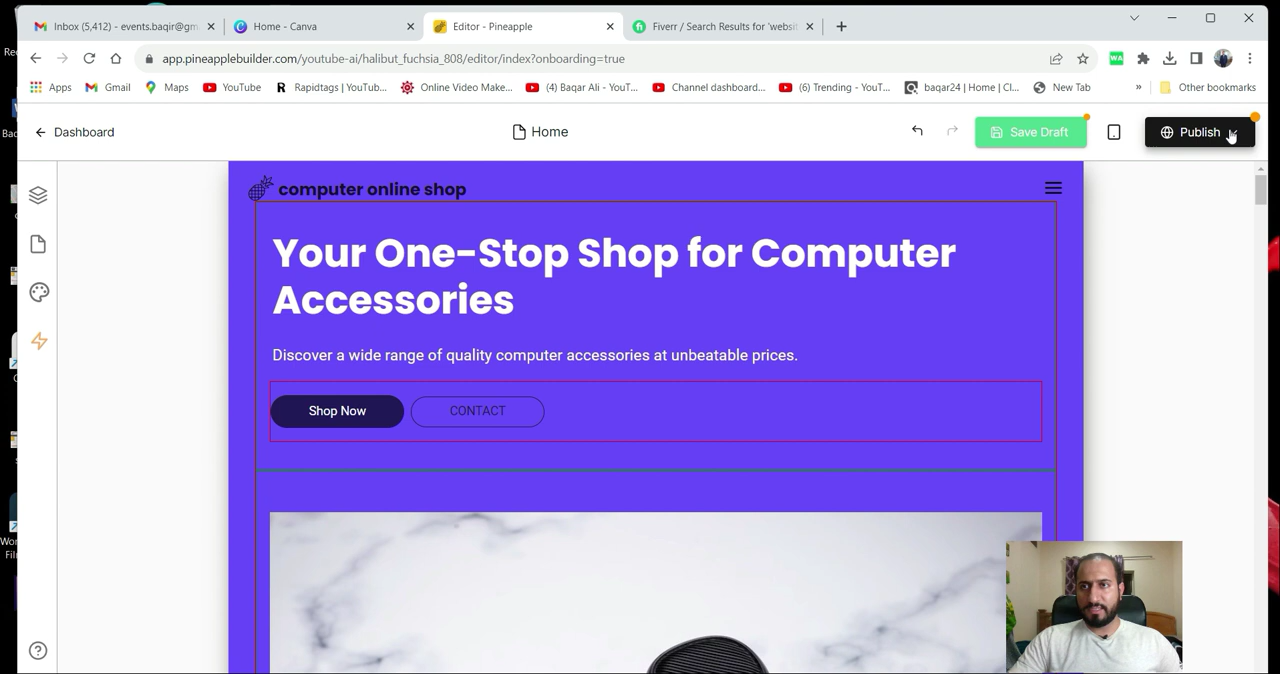 Inbox (5,412) - events.baqir@gm
Home - Canva
Editor - Pineapple
Fiverr / Search Results for 'websit
app.pineapplebuilder.com/youtube-ai/halibut_fuchsia_808/editor/index?onboarding=true
WA
Apps
Gmail
Maps
YouTube
Rapidtags | YouTub...
Online Video Make...
(4) Baqar Ali - YouT...
Channel dashboard...
(6) Trending - YouT...
baqar24 | Home | Cl...
New Tab
»
Other bookmarks
Dashboard
Home
Save Draft
Publish
computer online shop
Your One-Stop Shop for Computer
Accessories
Discover a wide range of quality computer accessories at unbeatable prices.
Shop Now
CONTACT